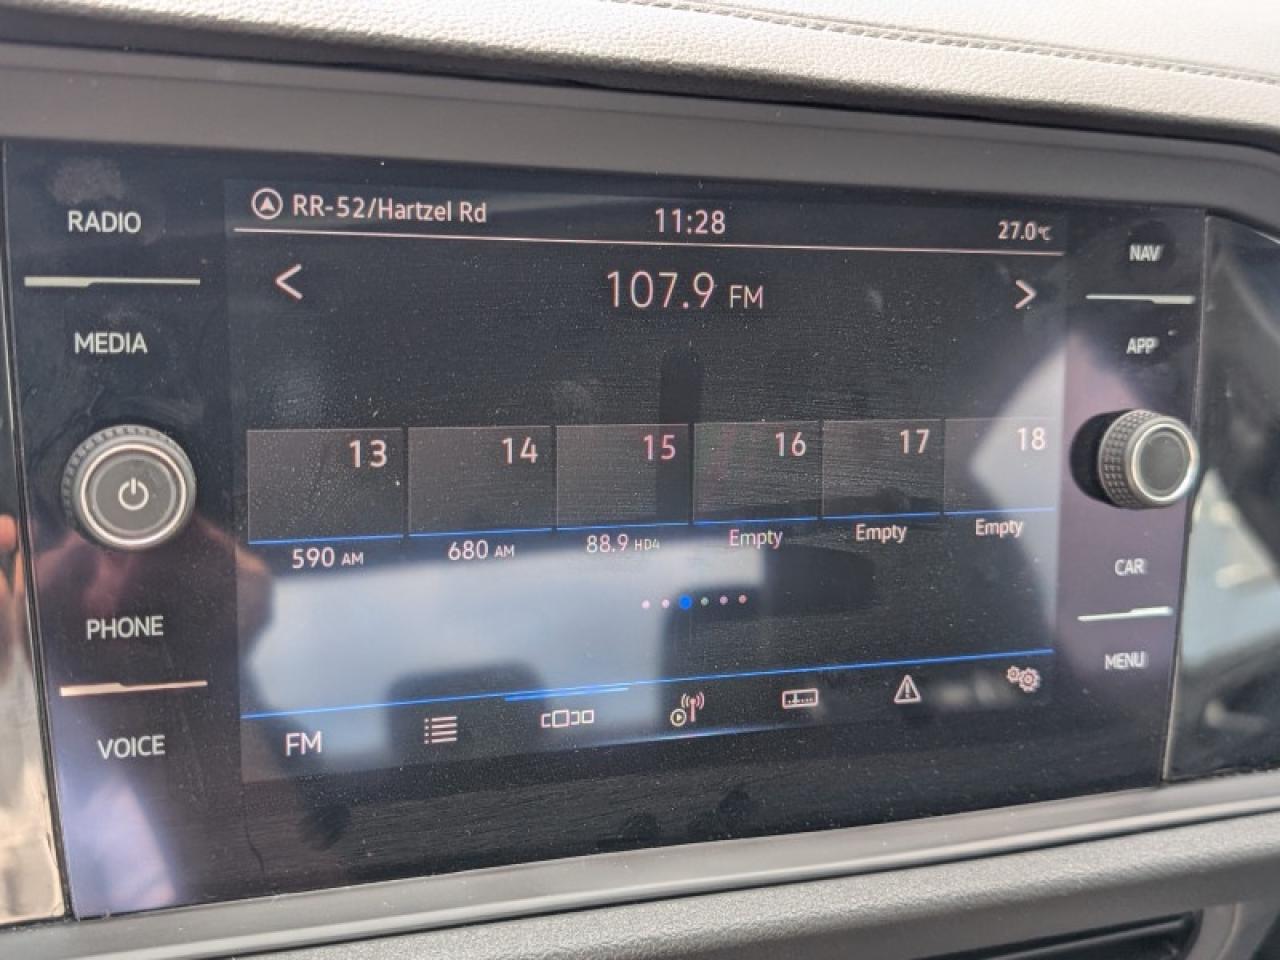 RADIO
MEDIA
PHONE
VOICE
RR-52/Hartzel Rd
11:28
27.0°C
< 107.9 FM >
13 14 15 16 17 18
590 AM 680 AM 88.9 HD4 Empty Empty Empty
FM
NAV
APP
CAR
MENU